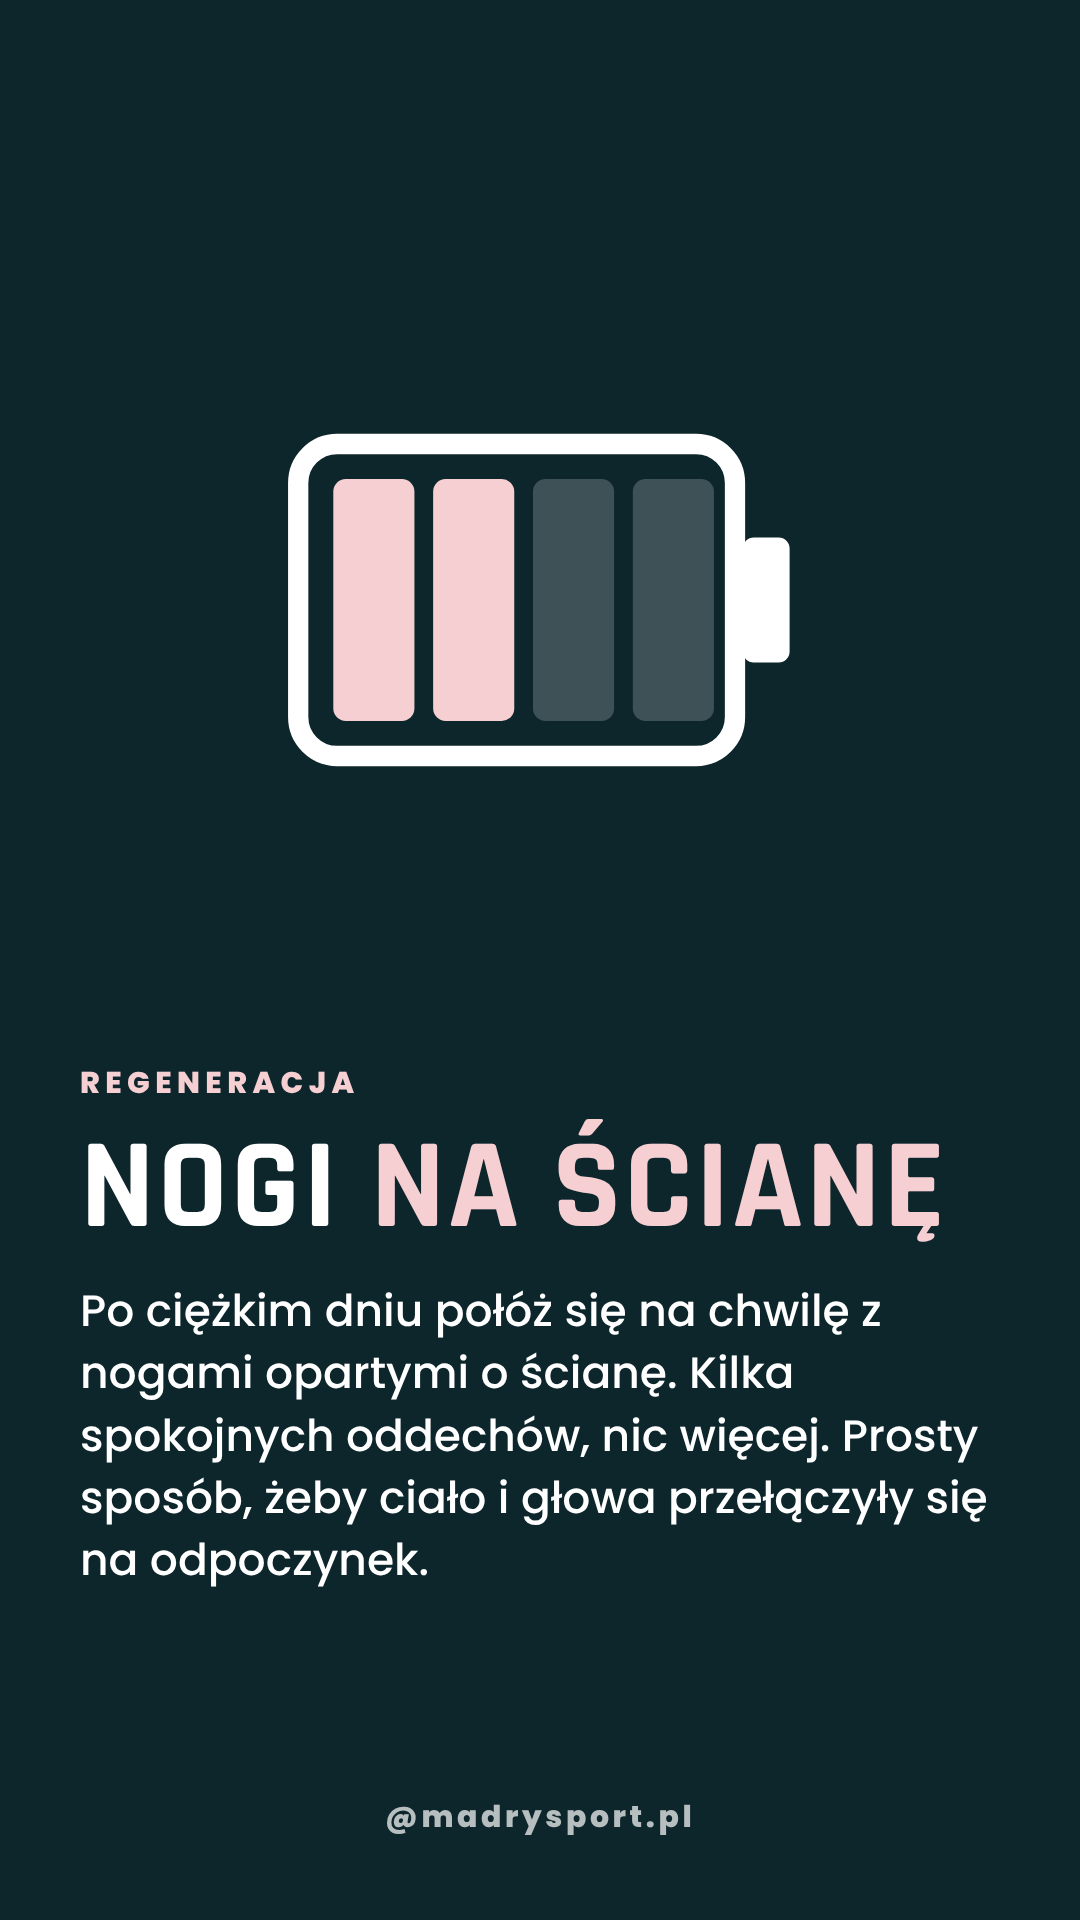 REGENERACJA
NOGI NA ŚCIANĘ
Po ciężkim dniu połóż się na chwilę z
nogami opartymi o ścianę. Kilka
spokojnych oddechów, nic więcej. Prosty
sposób, żeby ciało i głowa przełączyły się
na odpoczynek.
@madrysport.pl